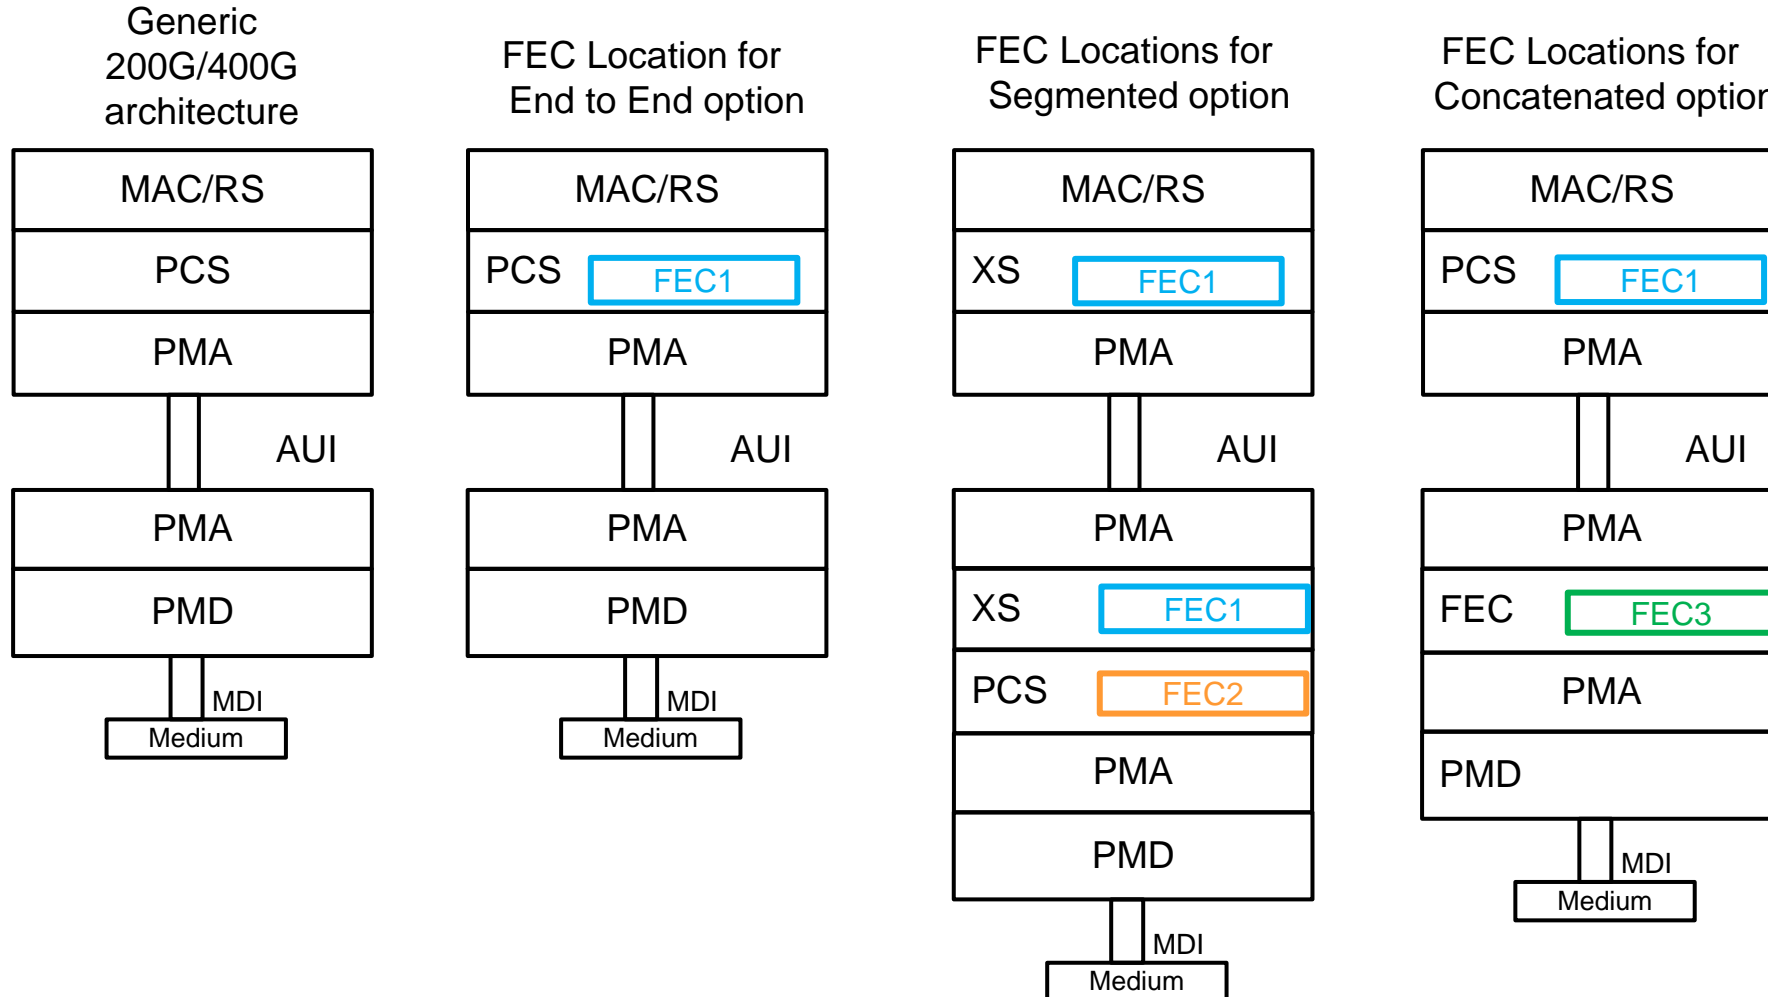 Generic
200G/400G
architecture
MAC/RS
PCS
PMA
AUI
PMA
PMD
MDI
Medium
FEC Location for
End to End option
MAC/RS
PCS FEC1
PMA
AUI
PMA
PMD
MDI
Medium
FEC Locations for
Segmented option
MAC/RS
XS FEC1
PMA
AUI
PMA
XS FEC1
PCS FEC2
PMA
PMD
MDI
Medium
FEC Locations for
Concatenated option
MAC/RS
PCS FEC1
PMA
AUI
PMA
FEC FEC3
PMA
PMD
MDI
Medium